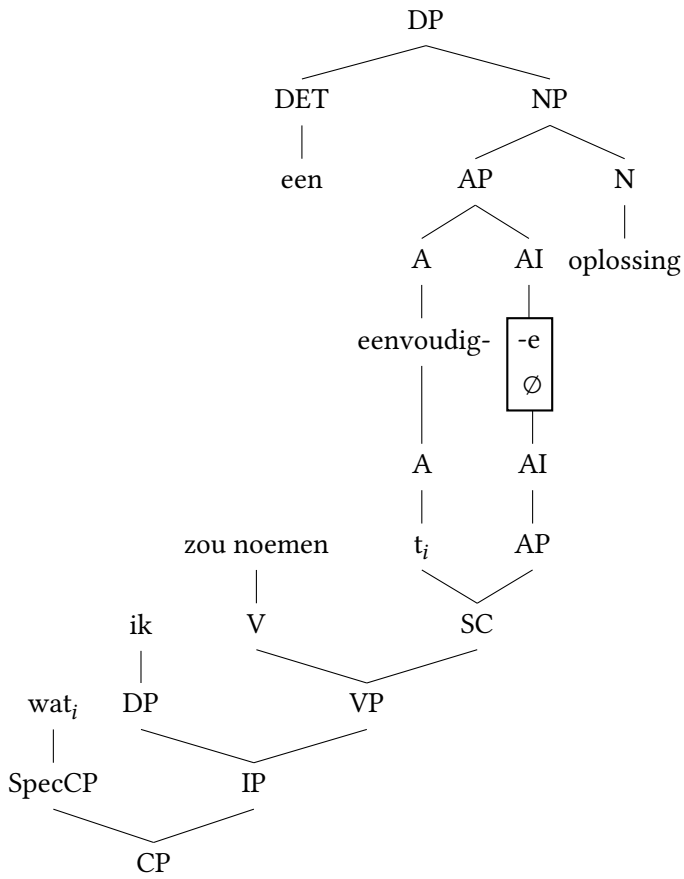 DP
DET NP
een AP N
A AI oplossing
eenvoudig- -e
∅
A AI
zou noemen tᵢ AP
ik V SC
watᵢ DP VP
SpecCP IP
CP